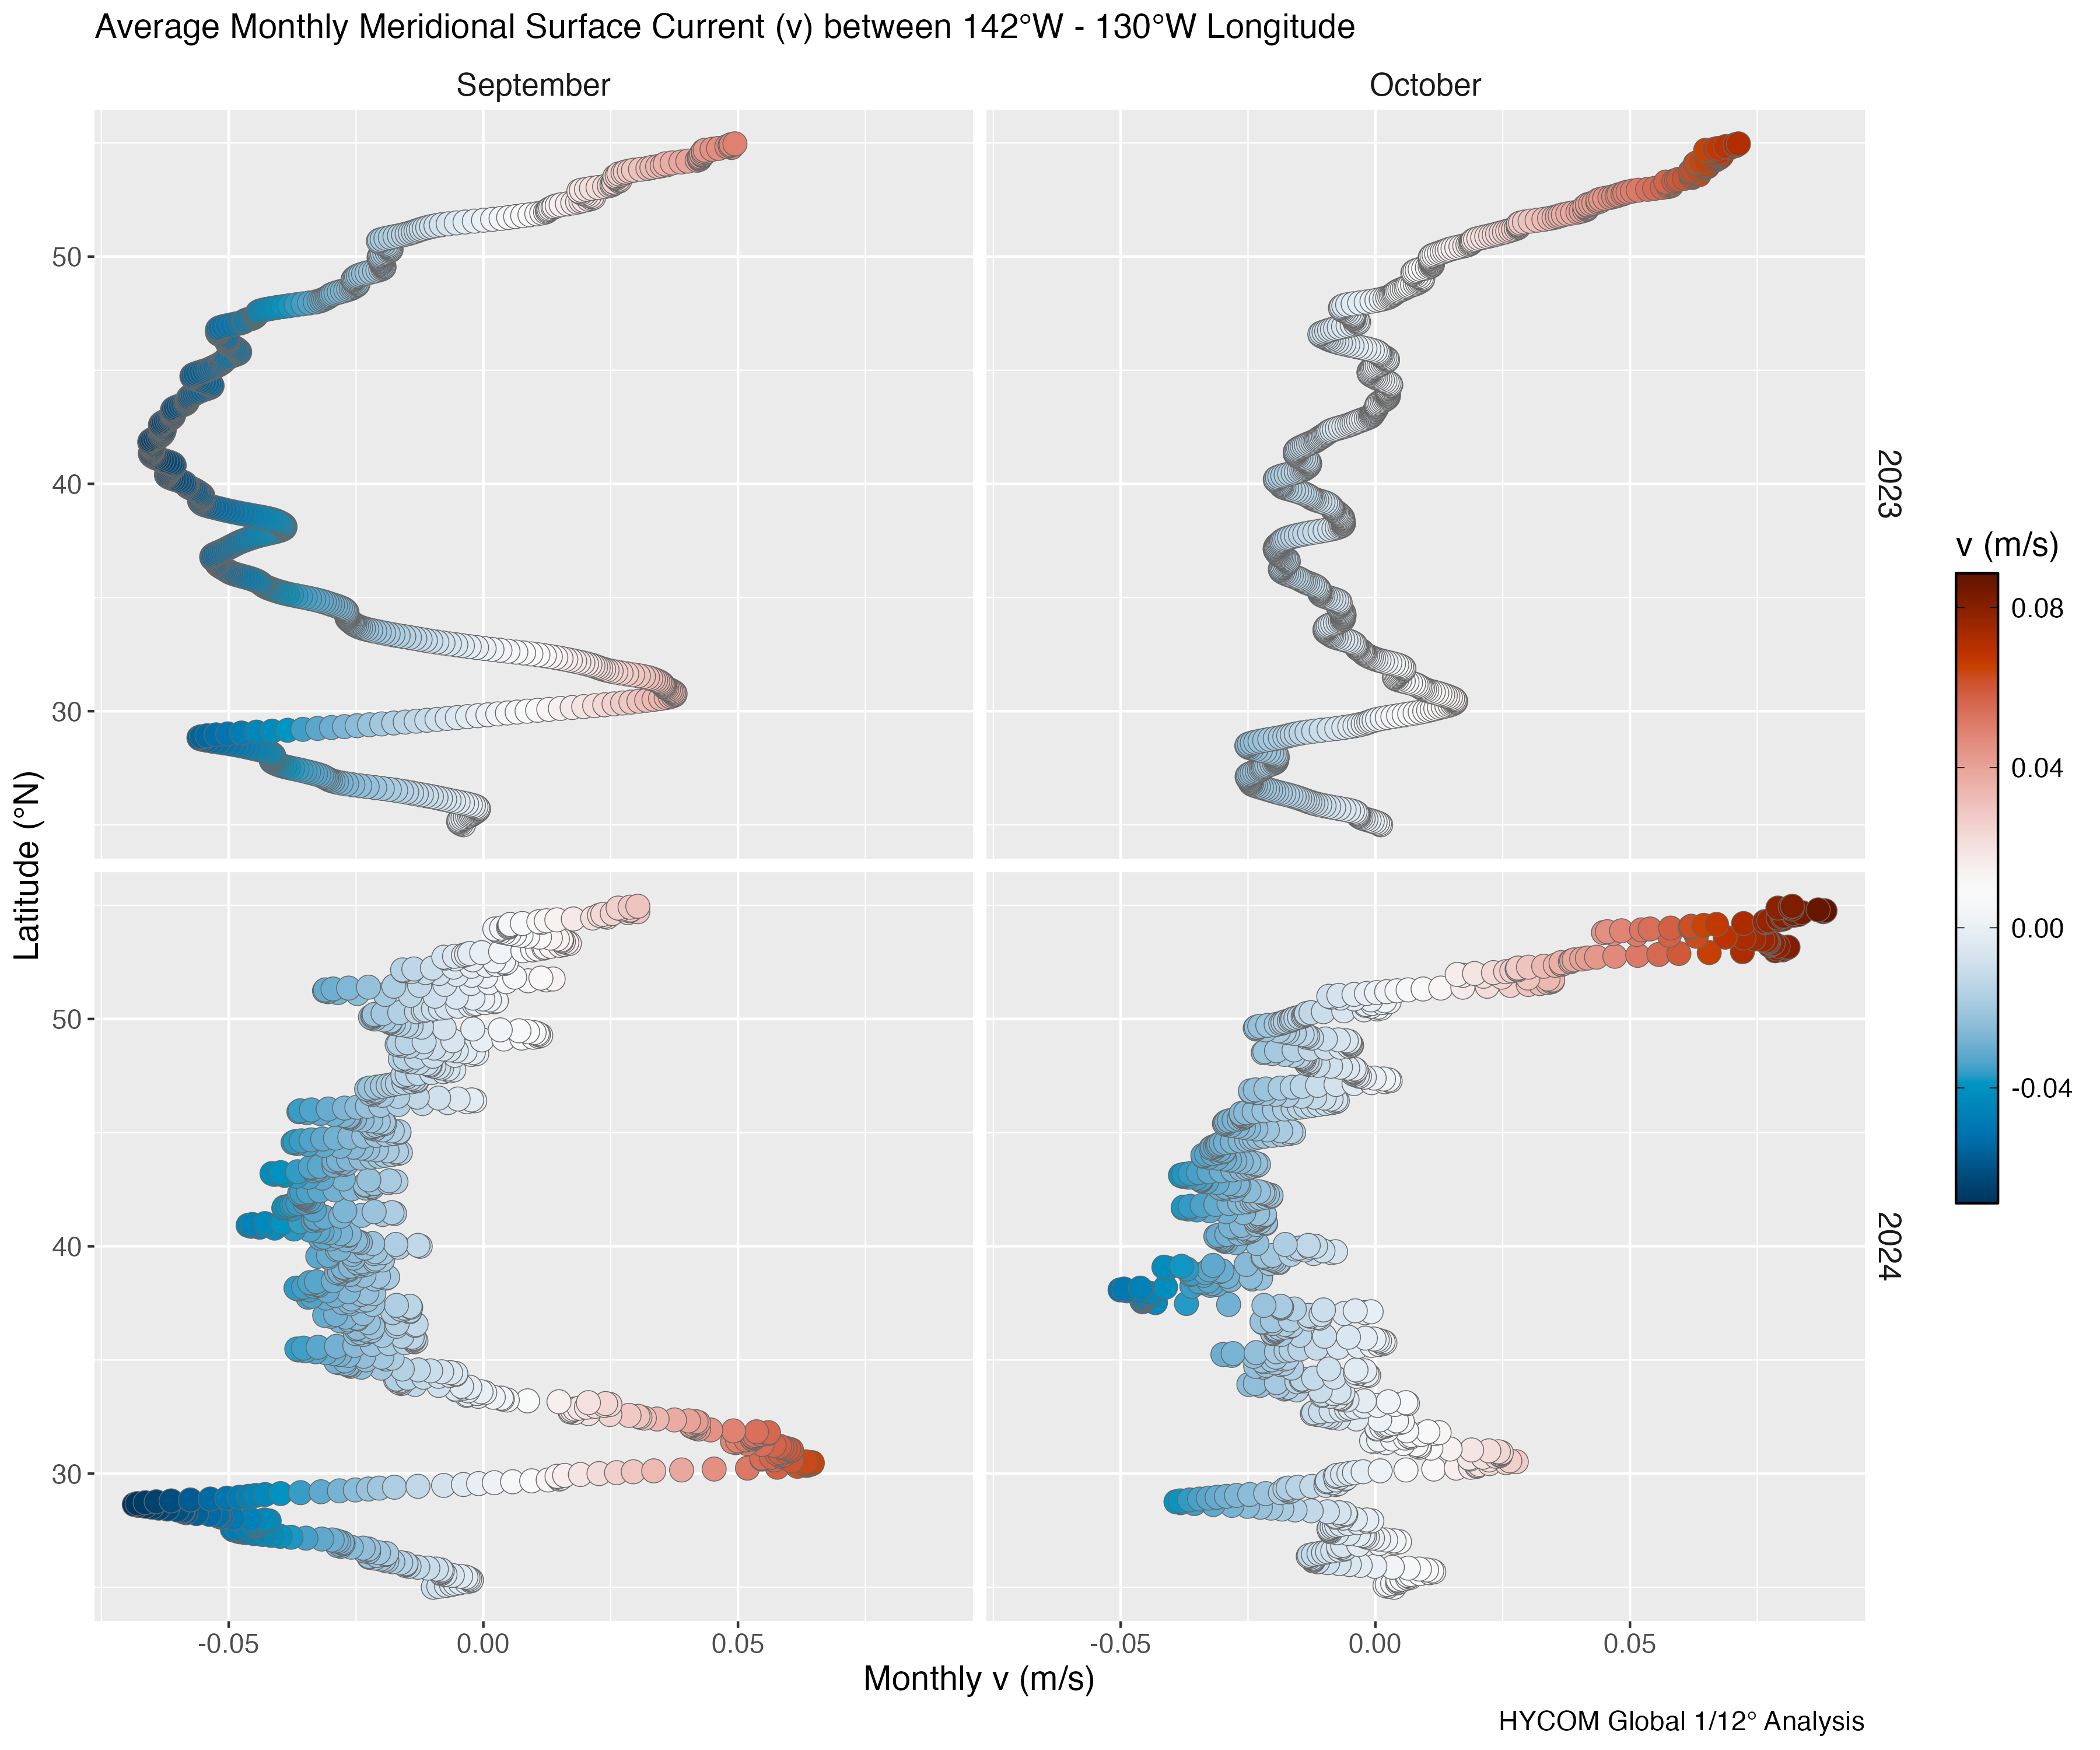 Average Monthly Meridional Surface Current (v) between 142°W - 130°W Longitude
September
October
50
40
30
2023
50
40
30
2024
Latitude (°N)
-0.05
0.00
0.05
-0.05
0.00
0.05
Monthly v (m/s)
v (m/s)
0.08
0.04
0.00
-0.04
HYCOM Global 1/12° Analysis